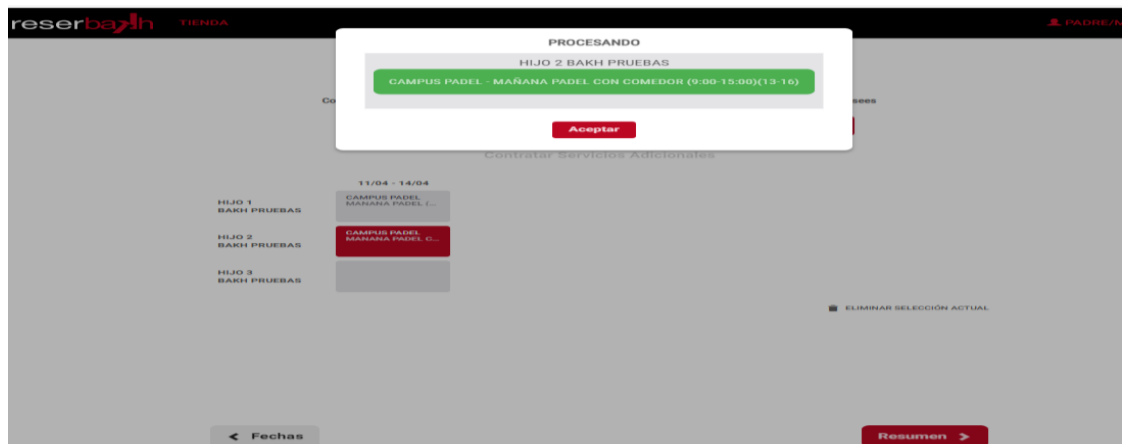 reserbakh TIENDA PADRE/M
PROCESANDO
HIJO 2 BAKH PRUEBAS
CAMPUS PADEL - MAÑANA PADEL CON COMEDOR (9:00-15:00)(13-16)
Co sees
Aceptar
Contratar Servicios Adicionales
11/04 - 14/04
HIJO 1
BAKH PRUEBAS
CAMPUS PADEL
MAÑANA PADEL (...
HIJO 2
BAKH PRUEBAS
CAMPUS PADEL
MAÑANA PADEL C...
HIJO 3
BAKH PRUEBAS
ELIMINAR SELECCIÓN ACTUAL
Fechas
Resumen